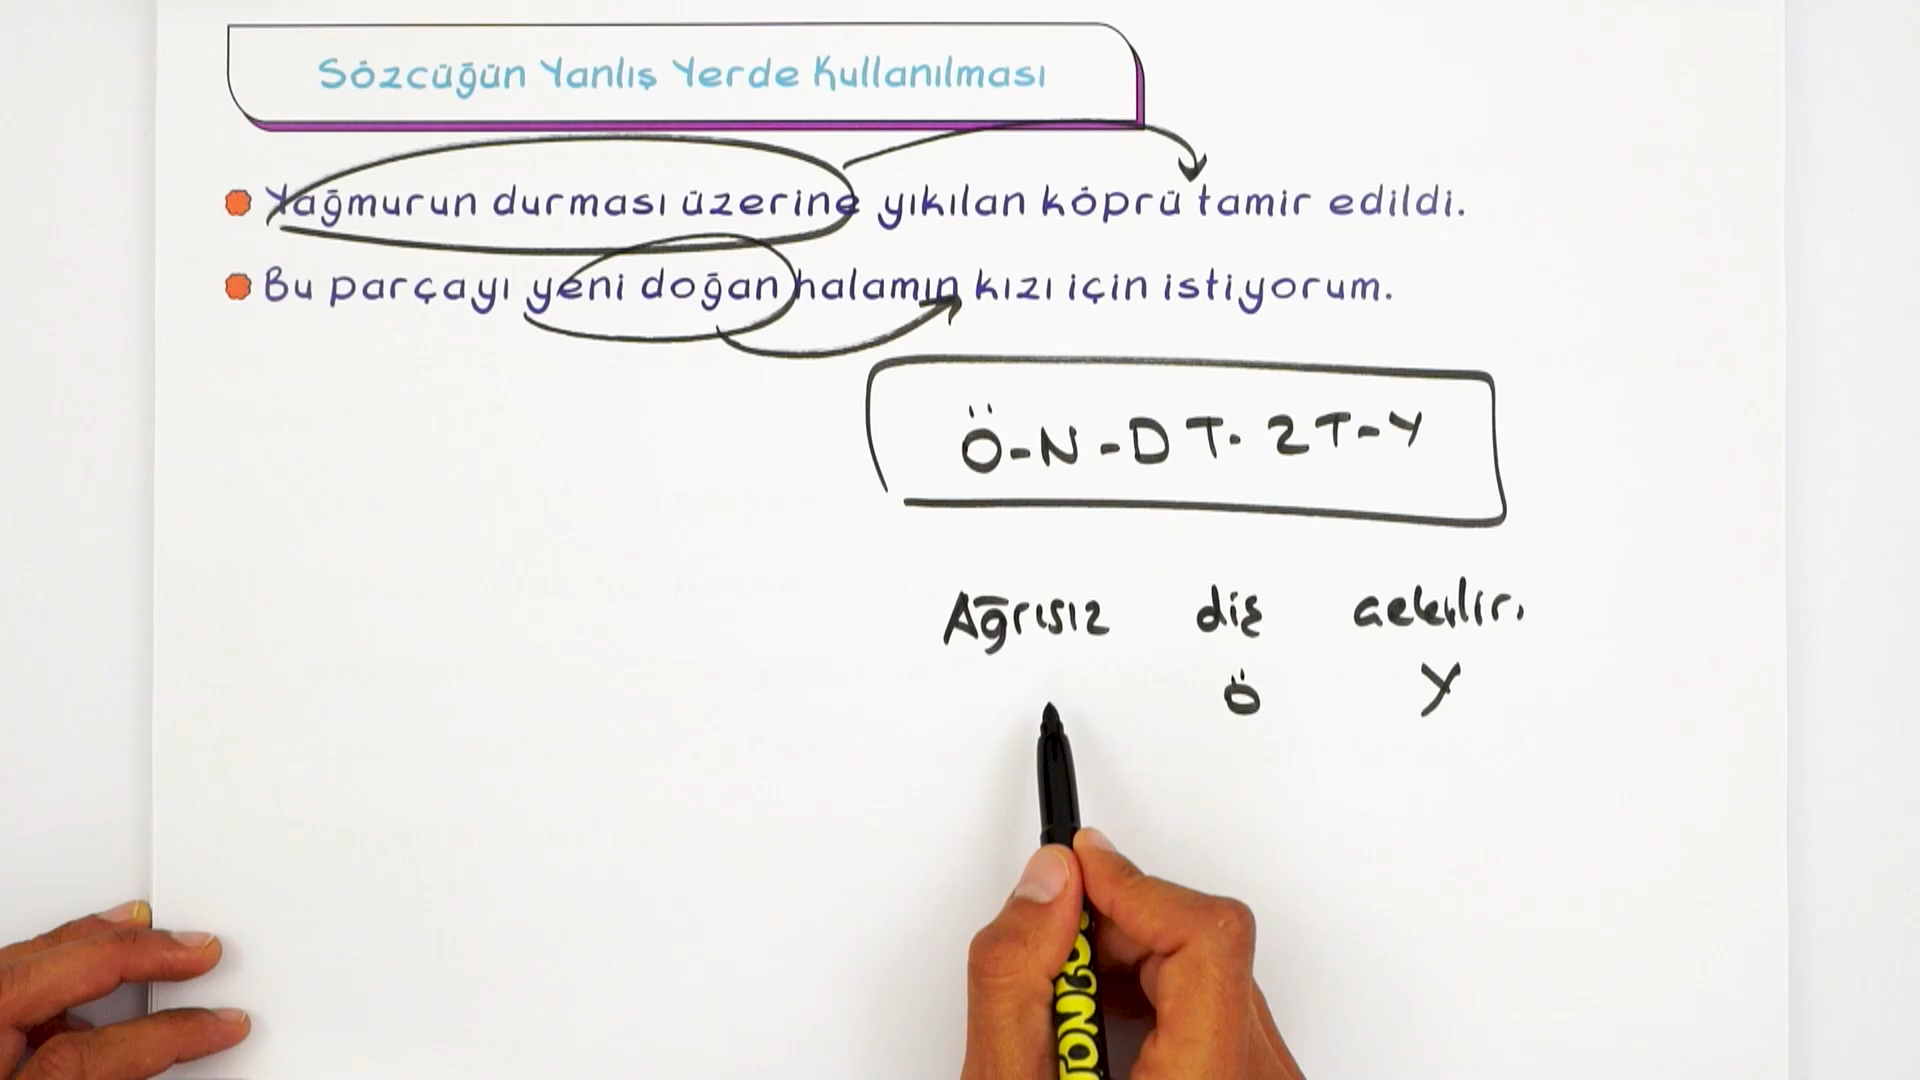 Sözcüğün Yanlış Yerde Kullanılması
Yağmurun durması üzerine yıkılan köprü tamir edildi.
Bu parçayı yeni doğan halamın kızı için istiyorum.
Ö-N-DT-ZT-Y
Ağrısız diş çekilir.
Ö Y